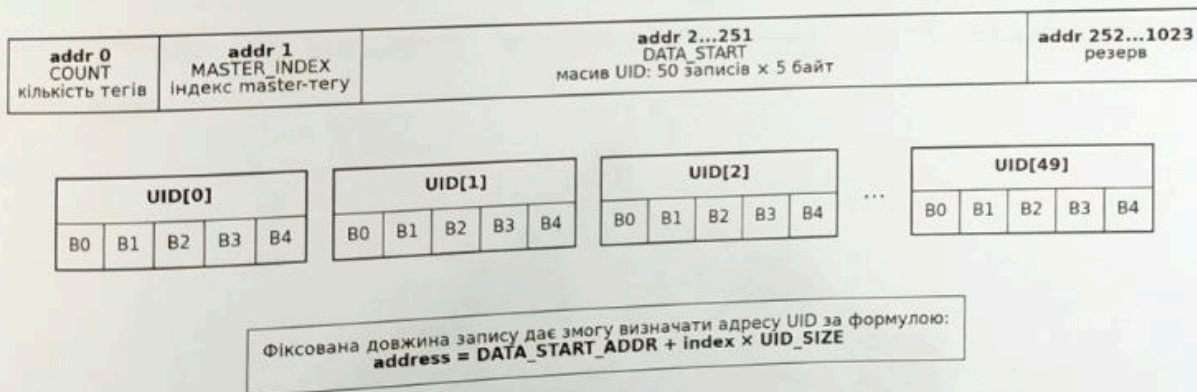 addr 0
COUNT
кількість тегів
addr 1
MASTER_INDEX
індекс master-тегу
addr 2...251
DATA_START
масив UID: 50 записів × 5 байт
addr 252...1023
резерв
UID[0]
B0 B1 B2 B3 B4
UID[1]
B0 B1 B2 B3 B4
UID[2]
B0 B1 B2 B3 B4
...
UID[49]
B0 B1 B2 B3 B4
Фіксована довжина запису дає змогу визначати адресу UID за формулою:
address = DATA_START_ADDR + index × UID_SIZE